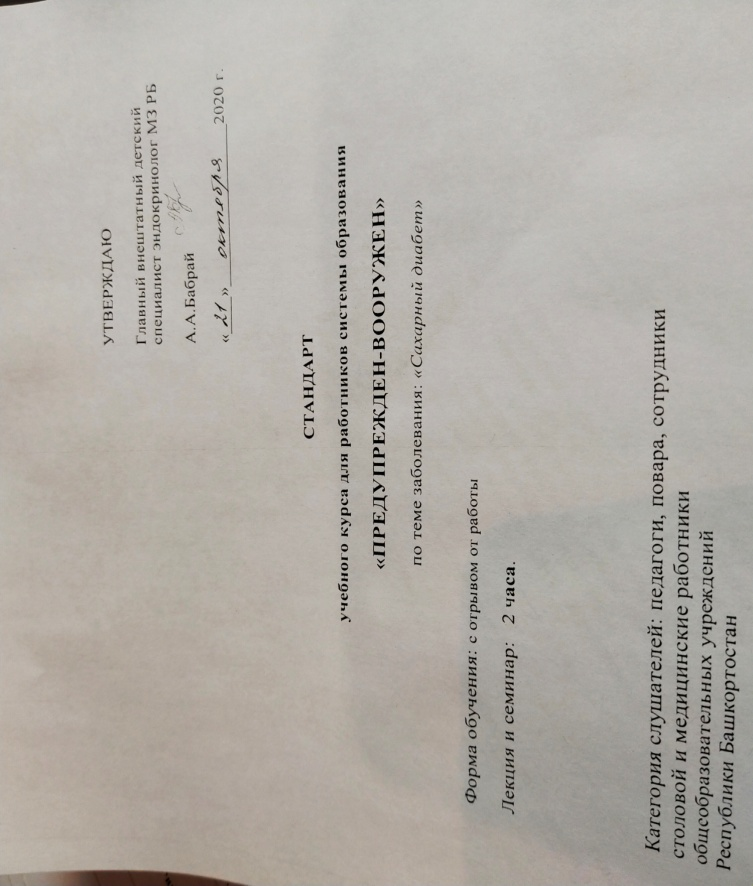 УТВЕРЖДАЮ
Главный внештатный детский
специалист эндокринолог МЗ РБ
А.А.Бабрай
«21» октября 2020 г.
СТАНДАРТ
учебного курса для работников системы образования
«ПРЕДУПРЕЖДЕН-ВООРУЖЕН»
по теме заболевания: «Сахарный диабет»
Форма обучения: с отрывом от работы
Лекция и семинар: 2 часа.
Категория слушателей: педагоги, повара, сотрудники
столовой и медицинские работники
общеобразовательных учреждений
Республики Башкортостан